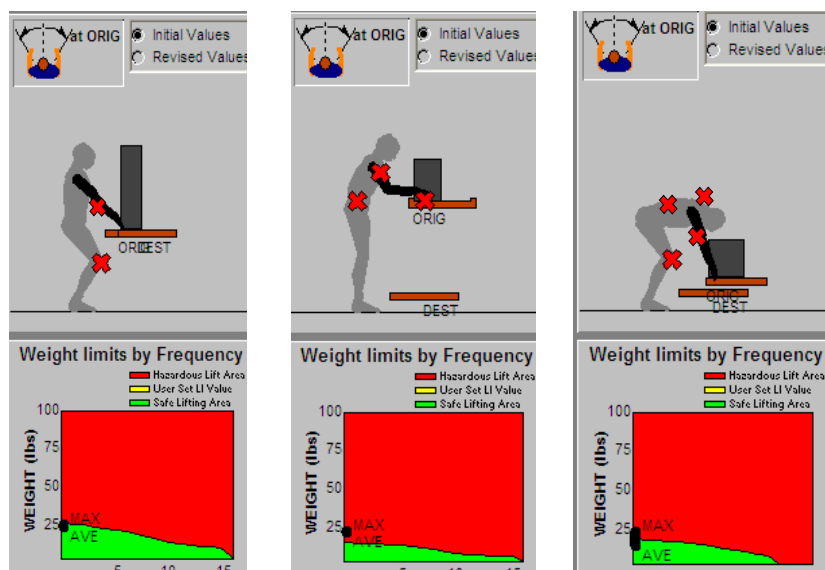 at ORIG
Initial Values
Revised Values
ORIG
DEST
Weight limits by Frequency
Hazardous Lift Area
User Set LI Value
Safe Lifting Area
WEIGHT (lbs)
100
75
50
25
MAX
AVE
5
10
15
at ORIG
Initial Values
Revised Values
ORIG
DEST
Weight limits by Frequency
Hazardous Lift Area
User Set LI Value
Safe Lifting Area
WEIGHT (lbs)
100
75
50
25
MAX
AVE
5
10
15
at ORIG
Initial Values
Revised Values
ORIG
DEST
Weight limits by Frequency
Hazardous Lift Area
User Set LI Value
Safe Lifting Area
WEIGHT (lbs)
100
75
50
25
MAX
AVE